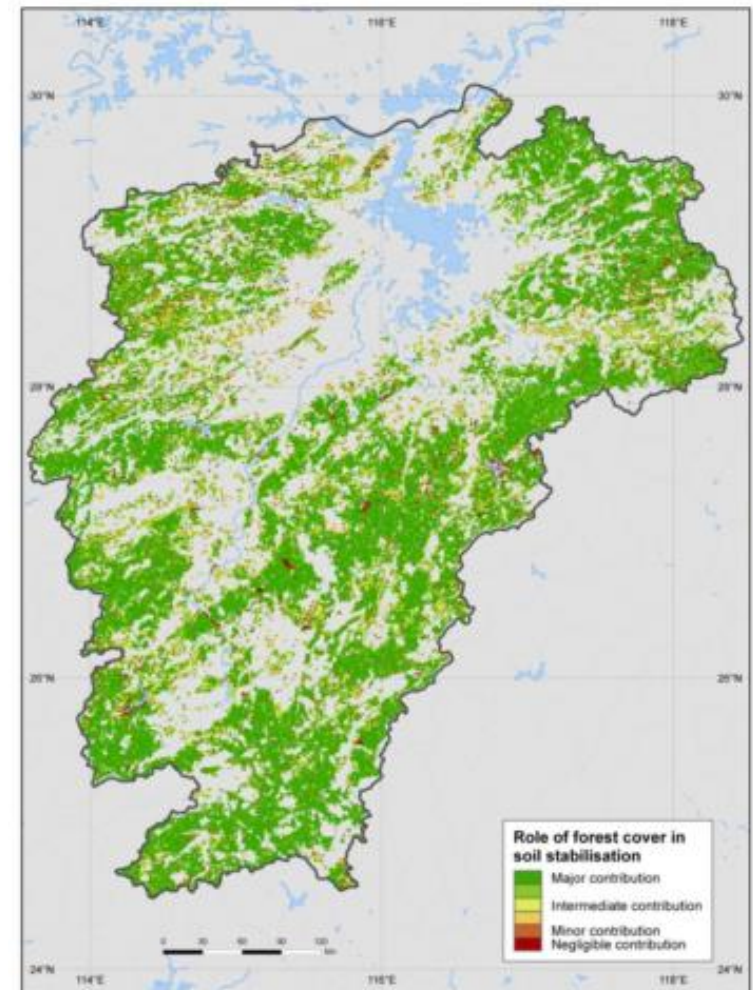 114°E 116°E 118°E
30°N 30°N
28°N 28°N
26°N 26°N
Role of forest cover in
soil stabilisation
Major contribution
Intermediate contribution
Minor contribution
Negligible contribution
24°N 24°N
114°E 116°E 118°E